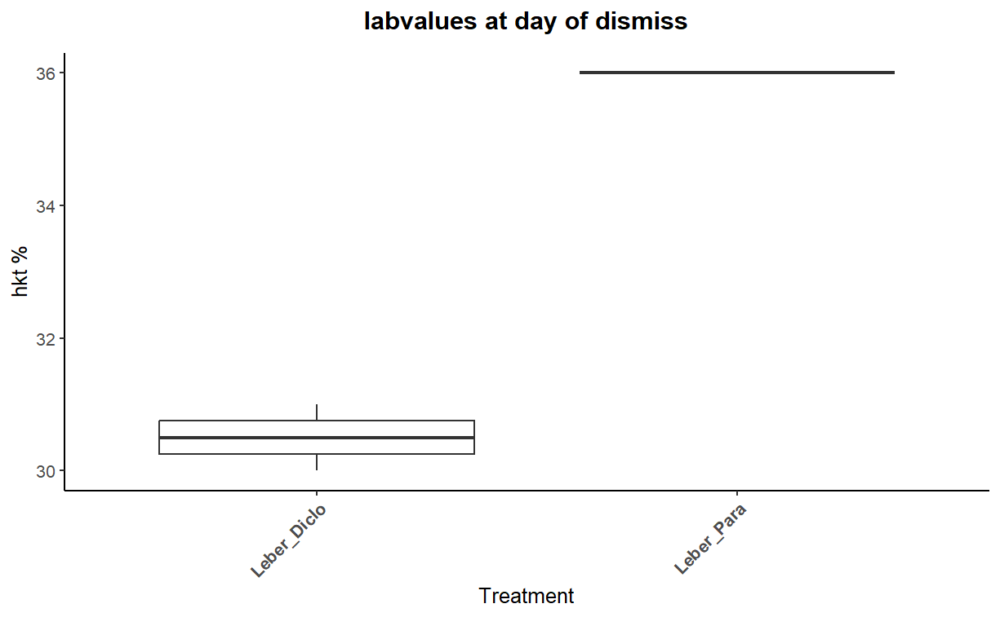 labvalues at day of dismiss
36
34
32
30
hkt %
Leber_Diclo
Leber_Para
Treatment